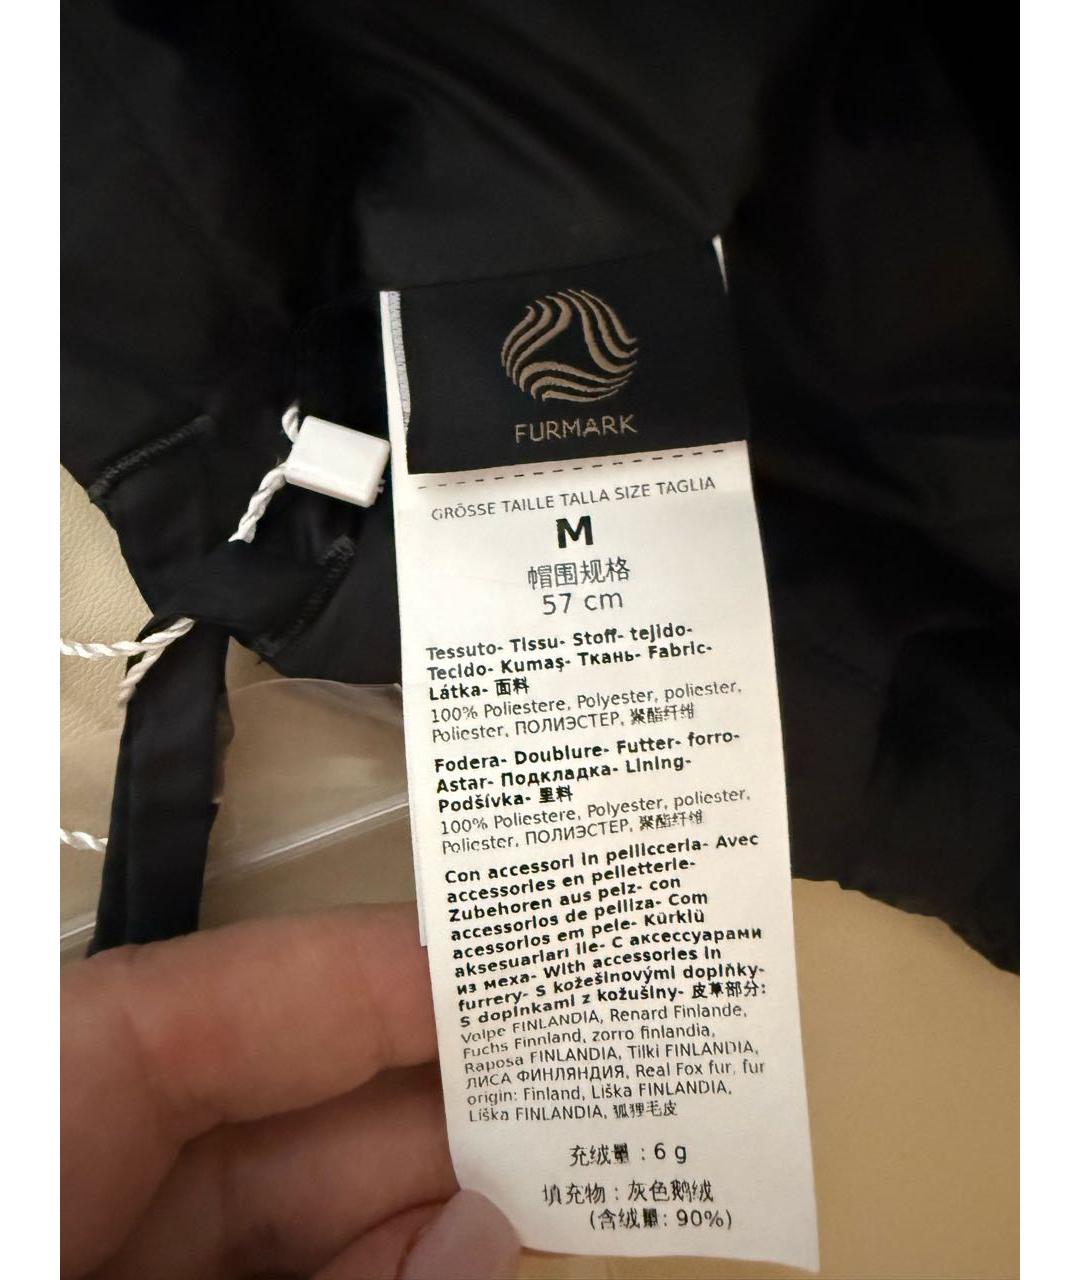 FURMARK
GRÖSSE TAILLE TALLA SIZE TAGLIA
M
帽围规格
57 cm
Tessuto- Tissu- Stoff- tejido-
Tecido- Kumaş- Ткань- Fabric-
Látka- 面料
100% Poliestere, Polyester, poliester,
Poliester, ПОЛИЭСТЕР, 聚酯纤维
Fodera- Doublure- Futter- forro-
Astar- Подкладка- Lining-
Podšívka- 里料
100% Poliestere, Polyester, poliester,
Poliester, ПОЛИЭСТЕР, 聚酯纤维
Con accessori in pellicceria- Avec
accessories en pelletterie-
Zubehoren aus pelz- con
accessorios de pelliza- Com
acessorios em pele- Kürklü
aksesuarları ile- С аксессуарами
из меха- With accessories in
furrery- S kožešinovými doplňky-
S doplnkami z kožušiny- 皮草部分:
Volpe FINLANDIA, Renard Finlande,
Fuchs Finnland, zorro finlandia,
Raposa FINLANDIA, Tilki FINLANDIA,
ЛИСА ФИНЛЯНДИЯ, Real Fox fur, fur
origin: Finland, Liška FINLANDIA,
Líška FINLANDIA, 狐狸毛皮
充绒量 : 6 g
填充物 : 灰色鹅绒
(含绒量: 90%)